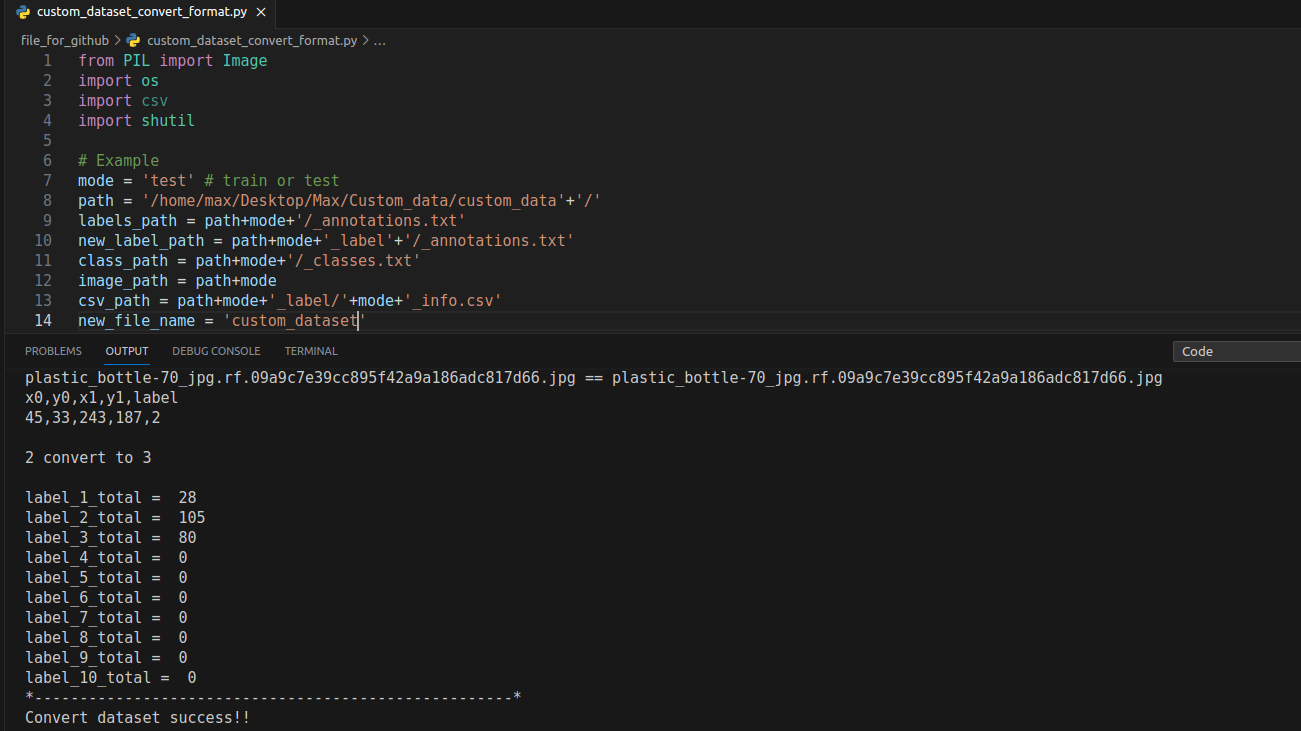 custom_dataset_convert_format.py
file_for_github > custom_dataset_convert_format.py > ...
1 from PIL import Image
2 import os
3 import csv
4 import shutil
5
6 # Example
7 mode = 'test' # train or test
8 path = '/home/max/Desktop/Max/Custom_data/custom_data'+'/'
9 labels_path = path+mode+'/_annotations.txt'
10 new_label_path = path+mode+'_label'+'/_annotations.txt'
11 class_path = path+mode+'/_classes.txt'
12 image_path = path+mode
13 csv_path = path+mode+'_label/'+mode+'_info.csv'
14 new_file_name = 'custom_dataset'
PROBLEMS OUTPUT DEBUG CONSOLE TERMINAL Code
plastic_bottle-70_jpg.rf.09a9c7e39cc895f42a9a186adc817d66.jpg == plastic_bottle-70_jpg.rf.09a9c7e39cc895f42a9a186adc817d66.jpg
x0,y0,x1,y1,label
45,33,243,187,2
2 convert to 3
label_1_total =  28
label_2_total =  105
label_3_total =  80
label_4_total =  0
label_5_total =  0
label_6_total =  0
label_7_total =  0
label_8_total =  0
label_9_total =  0
label_10_total =  0
*-----------------------------------------------------*
Convert dataset success!!